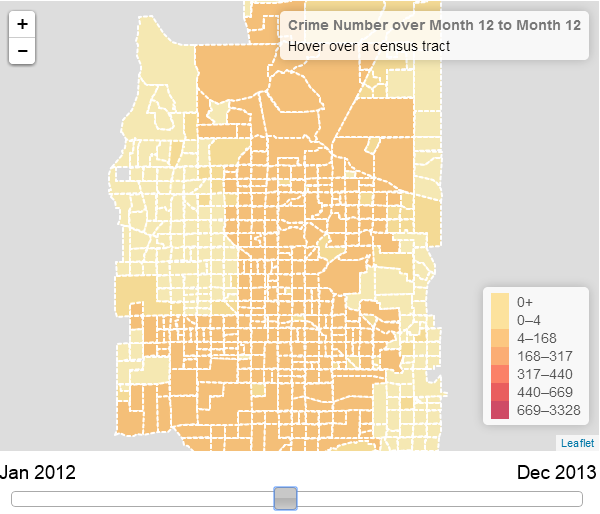 +
−
Crime Number over Month 12 to Month 12
Hover over a census tract
0+
0–4
4–168
168–317
317–440
440–669
669–3328
Leaflet
Jan 2012
Dec 2013